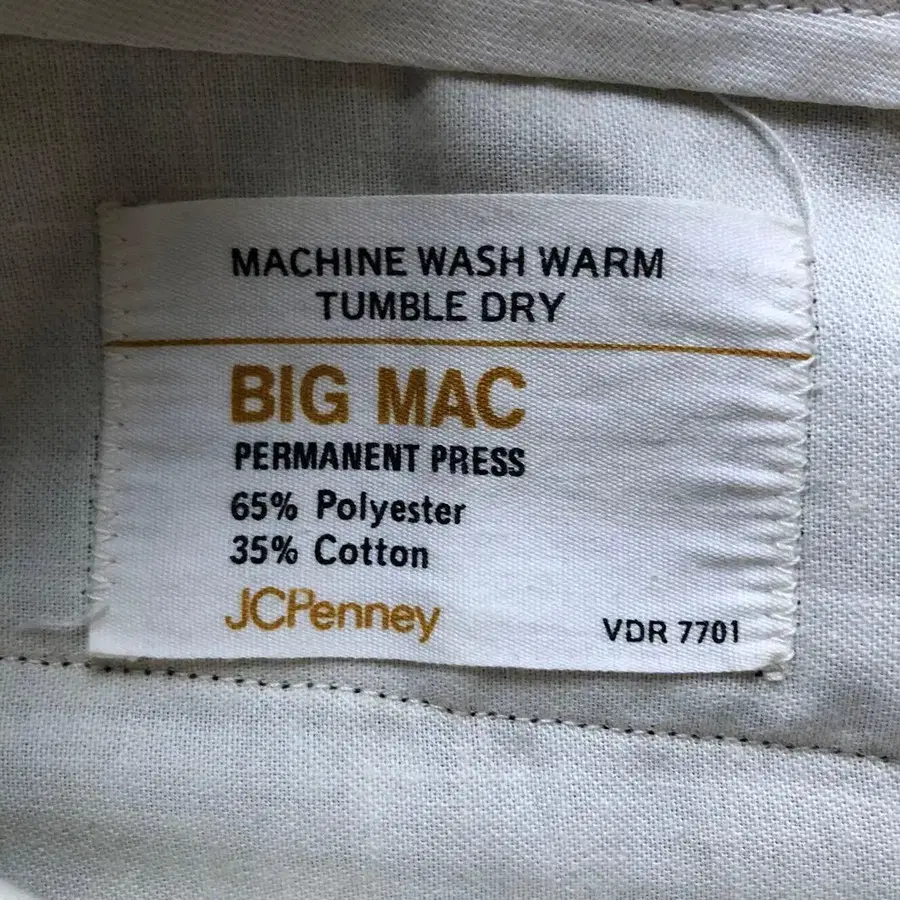 MACHINE WASH WARM
TUMBLE DRY
BIG MAC
PERMANENT PRESS
65% Polyester
35% Cotton
JCPenney
VDR 7701